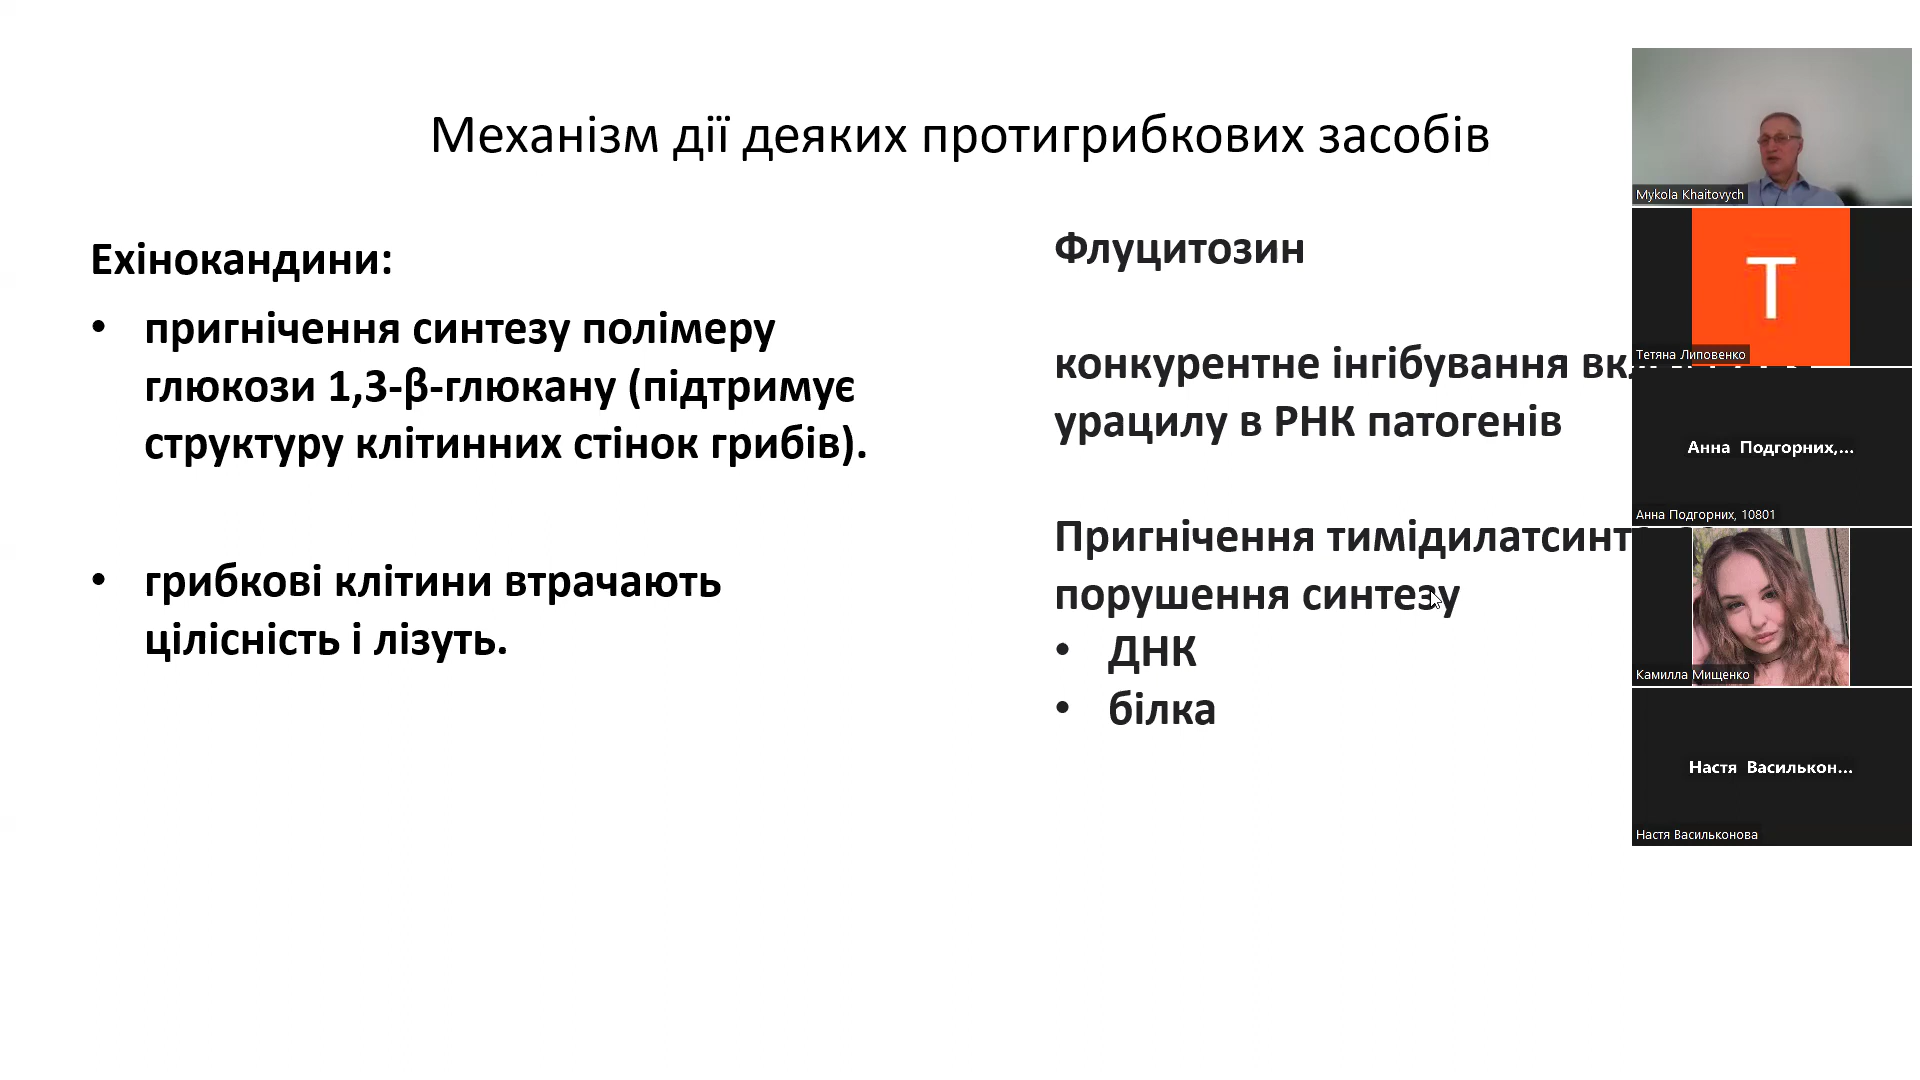 Механізм дії деяких протигрибкових засобів
Ехінокандини:
• пригнічення синтезу полімеру
глюкози 1,3-β-глюкану (підтримує
структуру клітинних стінок грибів).
• грибкові клітини втрачають
цілісність і лізуть.
Флуцитозин
конкурентне інгібування
урацилу в РНК патогенів
Пригнічення
порушення синтезу
• ДНК
• білка
Mykola Khaitovych
T
Тетяна Липовенко
Анна Подгорних,...
Анна Подгорних, 10801
Камилла Мищенко
Настя Василькон...
Настя Васильконова